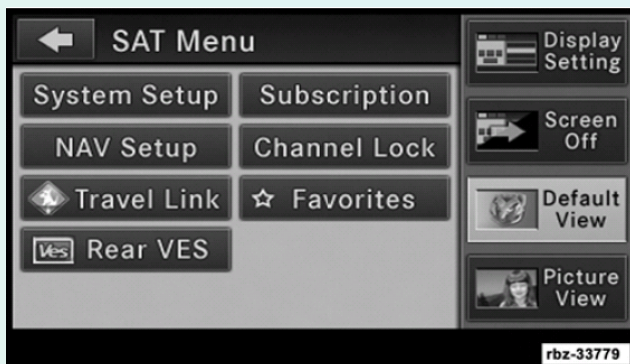 SAT Menu
System Setup
Subscription
NAV Setup
Channel Lock
Travel Link
Favorites
Ves Rear VES
Display
Setting
Screen
Off
Default
View
Picture
View
rbz-33779